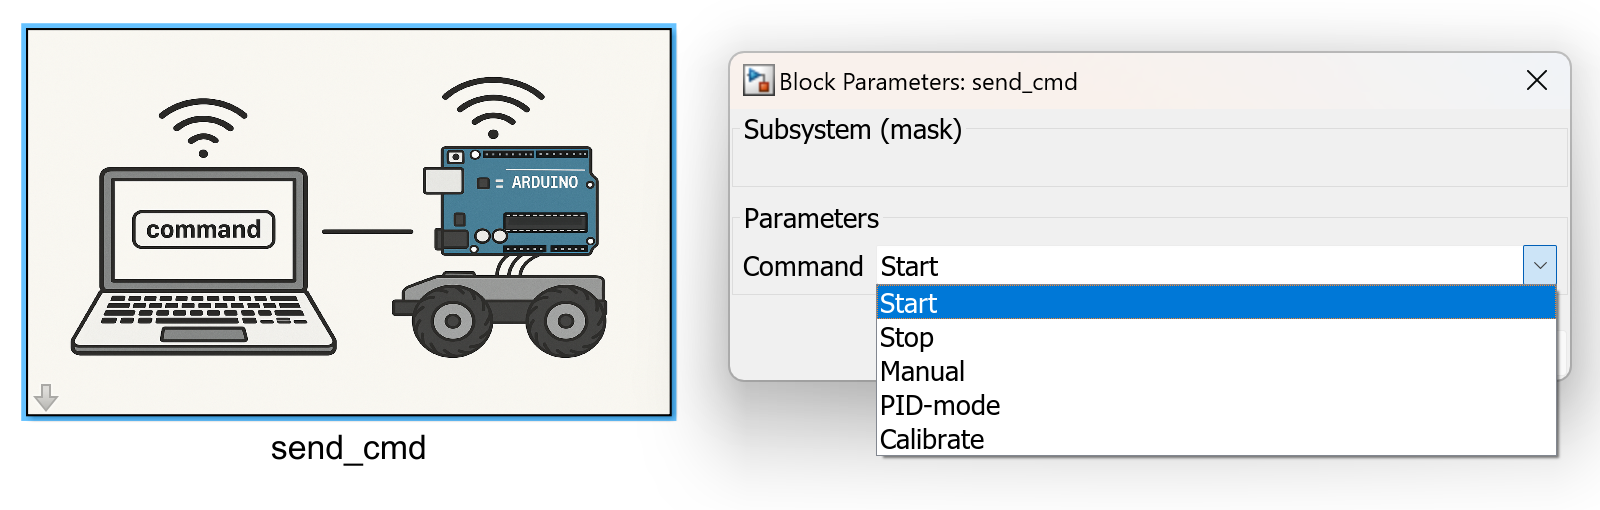 command
= ARDUINO
send_cmd
Block Parameters: send_cmd
Subsystem (mask)
Parameters
Command Start
Start
Stop
Manual
PID-mode
Calibrate